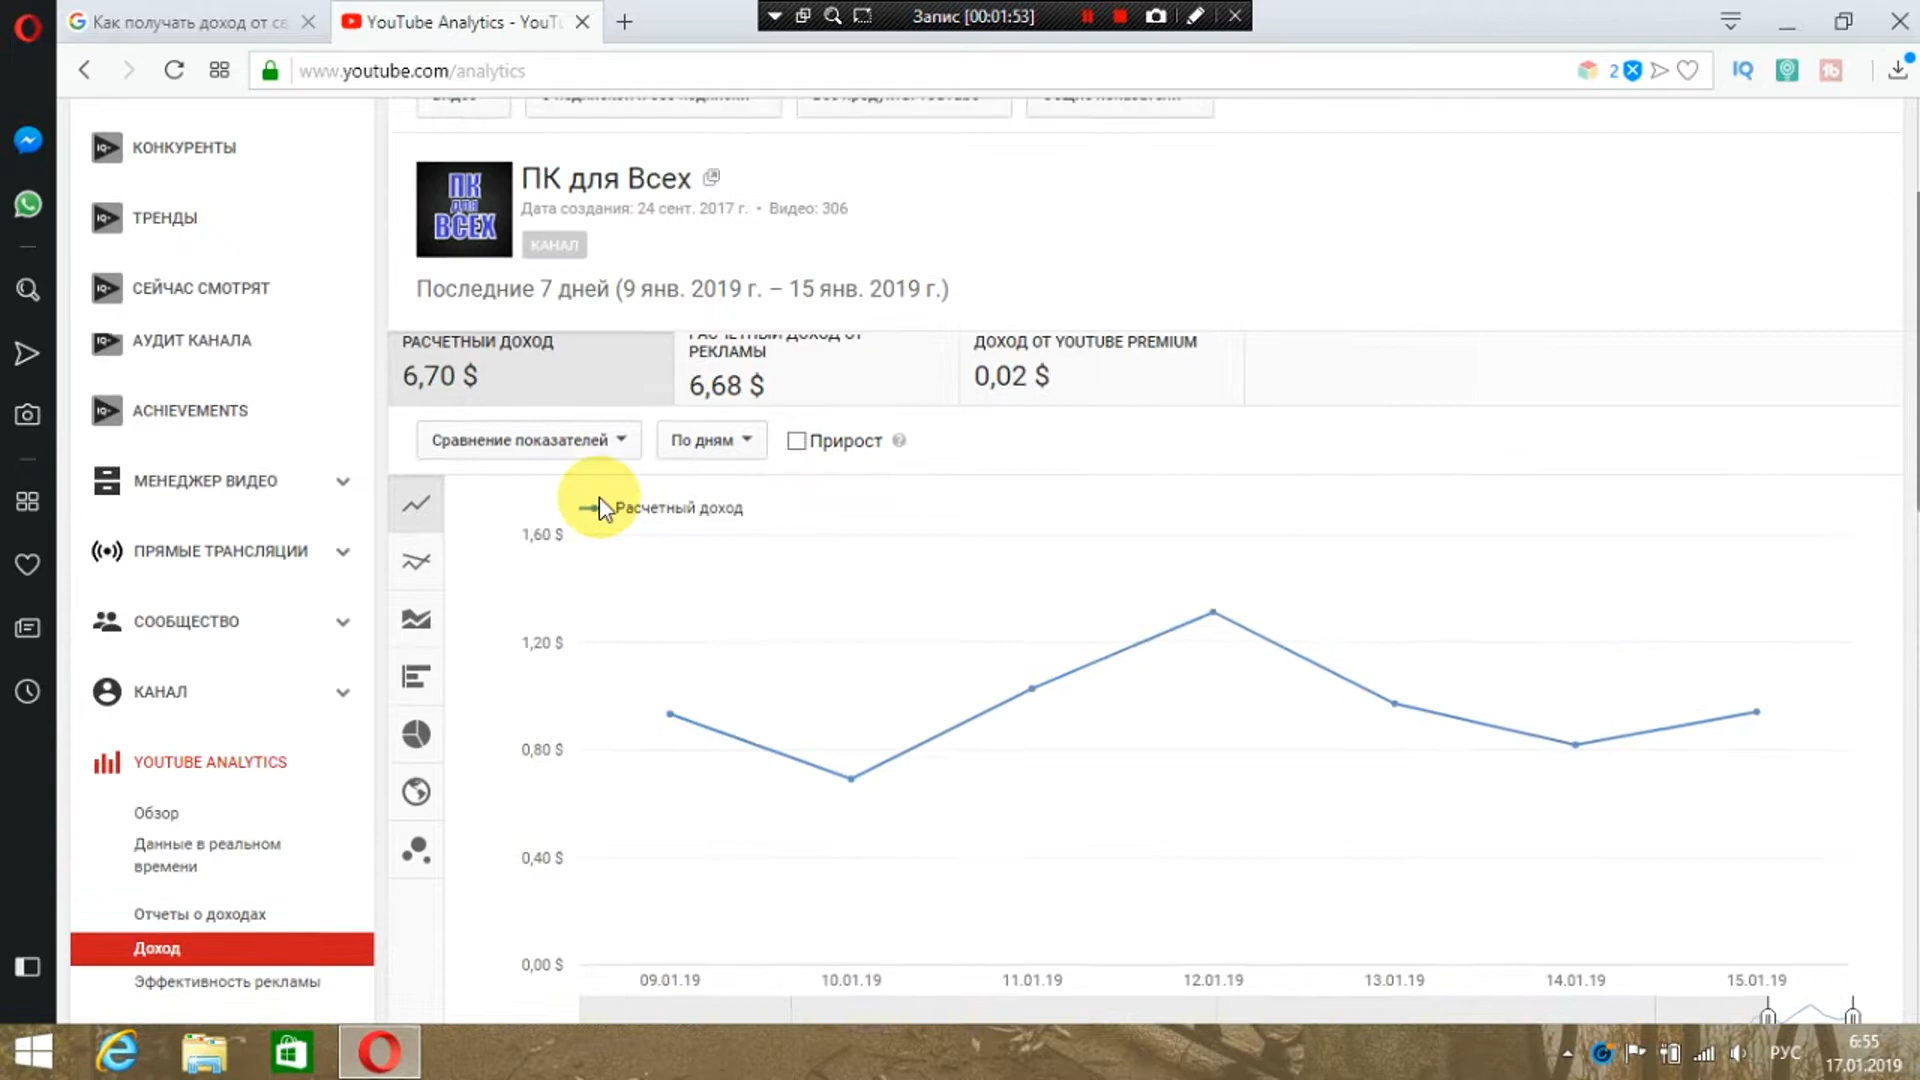 Как получать доход от св
YouTube Analytics - YouTu
Запис [00:01:53]
www.youtube.com/analytics
2
IQ
КОНКУРЕНТЫ
ТРЕНДЫ
СЕЙЧАС СМОТРЯТ
АУДИТ КАНАЛА
ACHIEVEMENTS
МЕНЕДЖЕР ВИДЕО
ПРЯМЫЕ ТРАНСЛЯЦИИ
СООБЩЕСТВО
КАНАЛ
YOUTUBE ANALYTICS
Обзор
Данные в реальном
времени
Отчеты о доходах
Доход
Эффективность рекламы
ПК
ДЛЯ
ВСЕХ
ПК для Всех
Дата создания: 24 сент. 2017 г. • Видео: 306
КАНАЛ
Последние 7 дней (9 янв. 2019 г. – 15 янв. 2019 г.)
РАСЧЕТНЫЙ ДОХОД
6,70 $
РАСЧЕТНЫЙ ДОХОД ОТ
РЕКЛАМЫ
6,68 $
ДОХОД ОТ YOUTUBE PREMIUM
0,02 $
Сравнение показателей
По дням
Прирост
Расчетный доход
1,60 $
1,20 $
0,80 $
0,40 $
0,00 $
09.01.19
10.01.19
11.01.19
12.01.19
13.01.19
14.01.19
15.01.19
РУС
6:55
17.01.2019